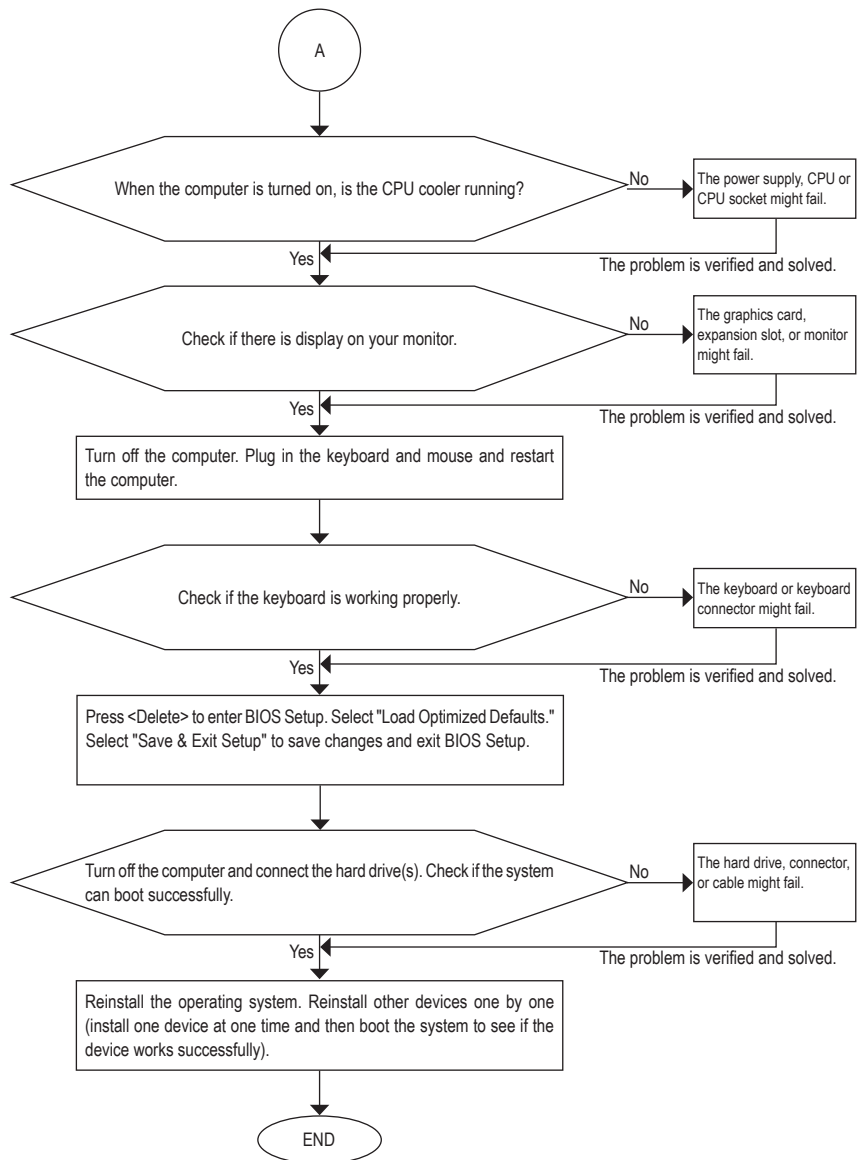 A
When the computer is turned on, is the CPU cooler running?
No
The power supply, CPU or
CPU socket might fail.
Yes
The problem is verified and solved.
Check if there is display on your monitor.
No
The graphics card,
expansion slot, or monitor
might fail.
Yes
The problem is verified and solved.
Turn off the computer. Plug in the keyboard and mouse and restart
the computer.
Check if the keyboard is working properly.
No
The keyboard or keyboard
connector might fail.
Yes
The problem is verified and solved.
Press <Delete> to enter BIOS Setup. Select "Load Optimized Defaults."
Select "Save & Exit Setup" to save changes and exit BIOS Setup.
Turn off the computer and connect the hard drive(s). Check if the system
can boot successfully.
No
The hard drive, connector,
or cable might fail.
Yes
The problem is verified and solved.
Reinstall the operating system. Reinstall other devices one by one
(install one device at one time and then boot the system to see if the
device works successfully).
END